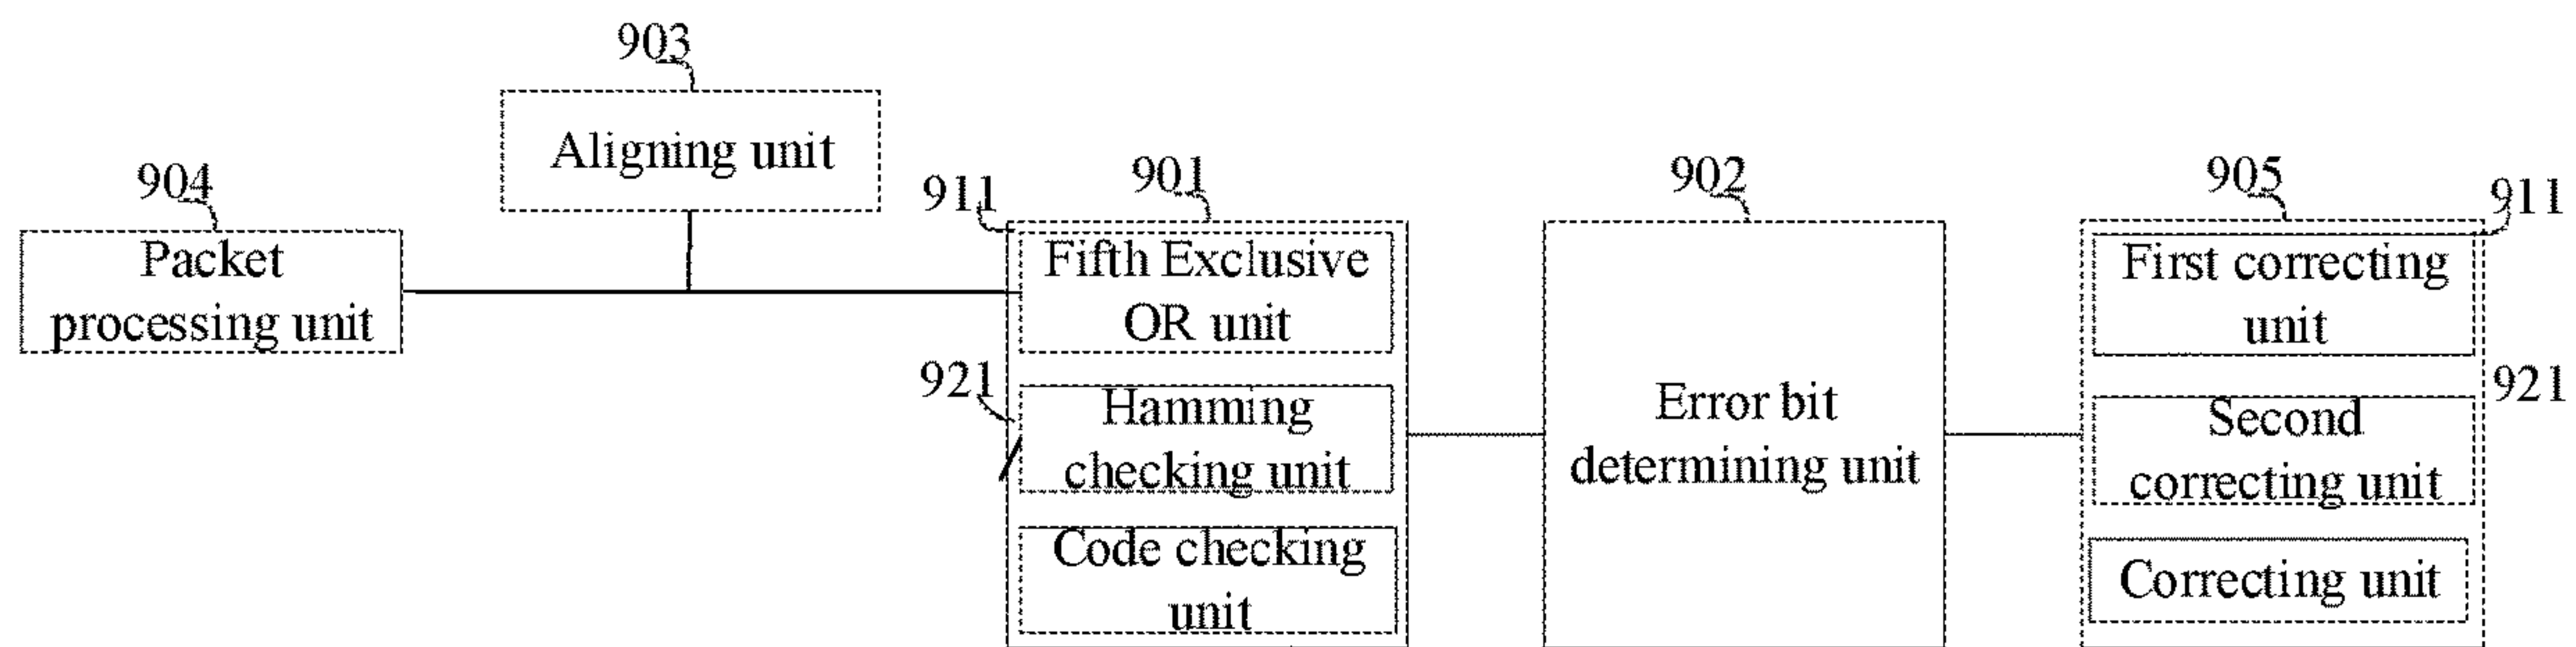 903
Aligning unit
904
Packet
processing unit
901
911
Fifth Exclusive
OR unit
921
Hamming
checking unit
Code checking
unit
902
Error bit
determining unit
905
911
First correcting
unit
921
Second
correcting unit
Correcting unit